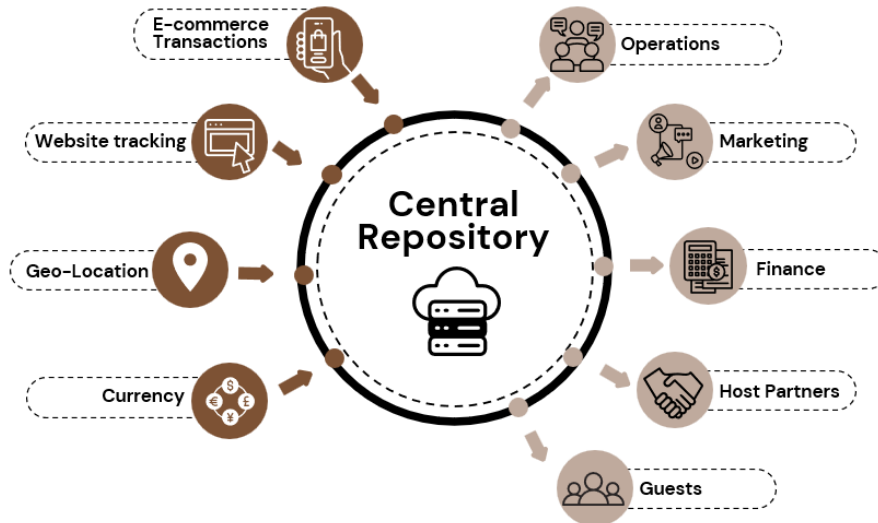 E-commerce
Transactions
Website tracking
Geo-Location
Currency
Central
Repository
Operations
Marketing
Finance
Host Partners
Guests
$
€
£
¥
$